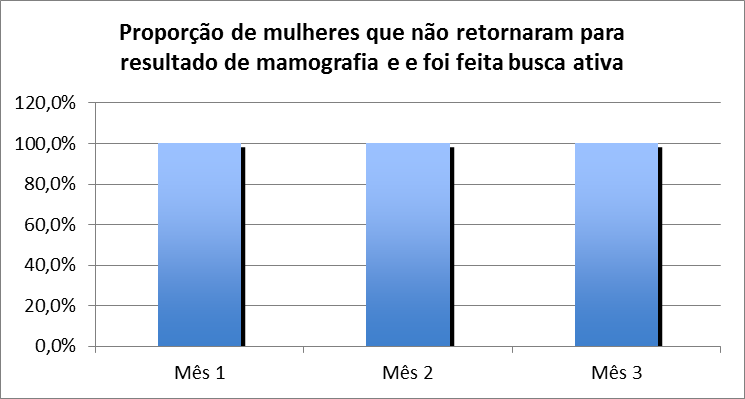 Proporção de mulheres que não retornaram para
resultado de mamografia e e foi feita busca ativa
120,0%
100,0%
80,0%
60,0%
40,0%
20,0%
0,0%
Mês 1 Mês 2 Mês 3